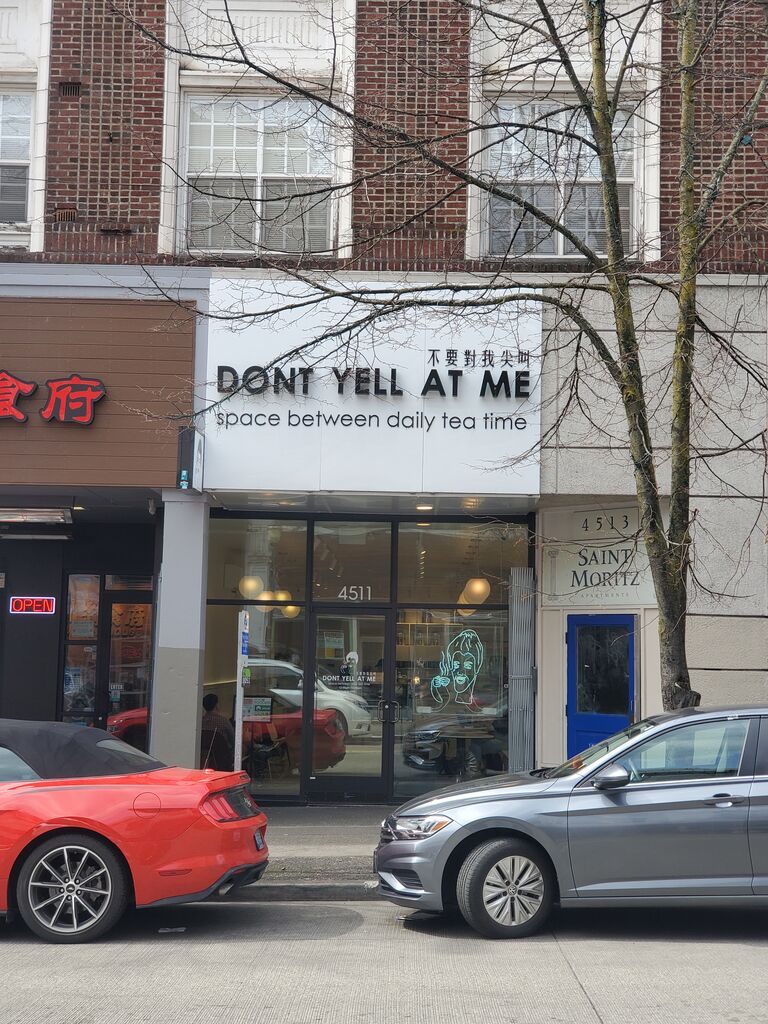 不要對我尖叫
DONT YELL AT ME
space between daily tea time
食府
OPEN
4511
DONT YELL AT ME
4513
SAINT
MORITZ
APARTMENTS